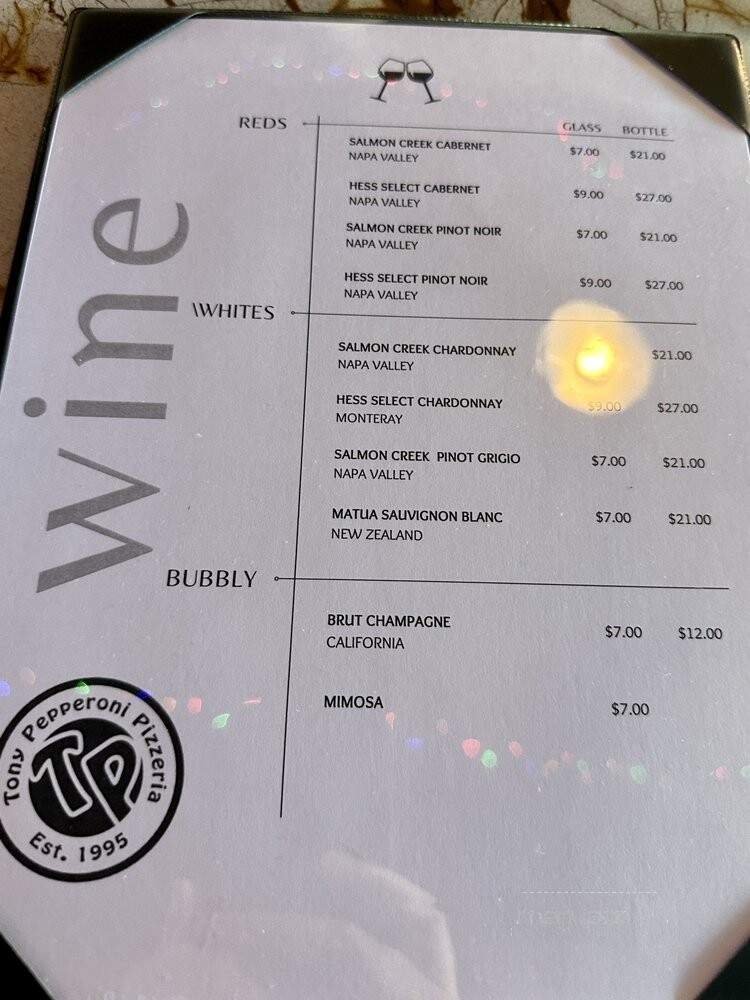 wine
GLASS BOTTLE
REDS
SALMON CREEK CABERNET $7.00 $21.00
NAPA VALLEY
HESS SELECT CABERNET $9.00 $27.00
NAPA VALLEY
SALMON CREEK PINOT NOIR $7.00 $21.00
NAPA VALLEY
HESS SELECT PINOT NOIR $9.00 $27.00
NAPA VALLEY
\WHITES
SALMON CREEK CHARDONNAY $21.00
NAPA VALLEY
HESS SELECT CHARDONNAY $9.00 $27.00
MONTERAY
SALMON CREEK PINOT GRIGIO $7.00 $21.00
NAPA VALLEY
MATUA SAUVIGNON BLANC $7.00 $21.00
NEW ZEALAND
BUBBLY
BRUT CHAMPAGNE $7.00 $12.00
CALIFORNIA
MIMOSA $7.00
Tony Pepperoni Pizzeria
TP
Est. 1995